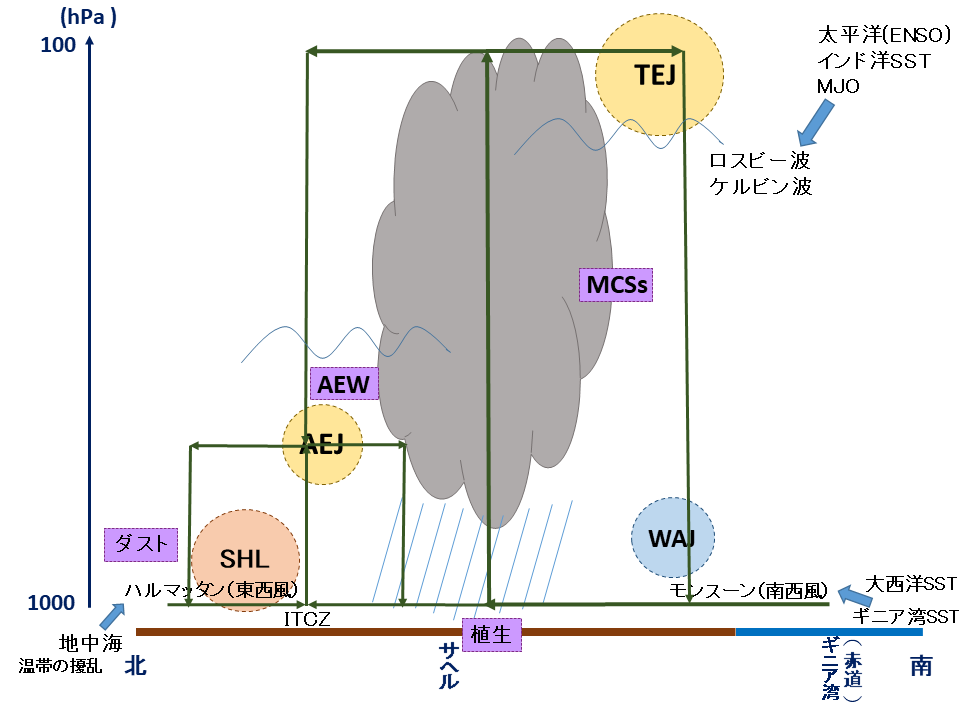 (hPa )
100
太平洋(ENSO)
インド洋SST
MJO
TEJ
ロスビー波
ケルビン波
MCSs
AEW
AEJ
ダスト
SHL
WAJ
ハルマッタン(東西風)
モンスーン(南西風)
大西洋SST
1000
ITCZ
ギニア湾SST
地中海
温帯の擾乱
北
サヘル
植生
ギニア湾
(赤道)
南